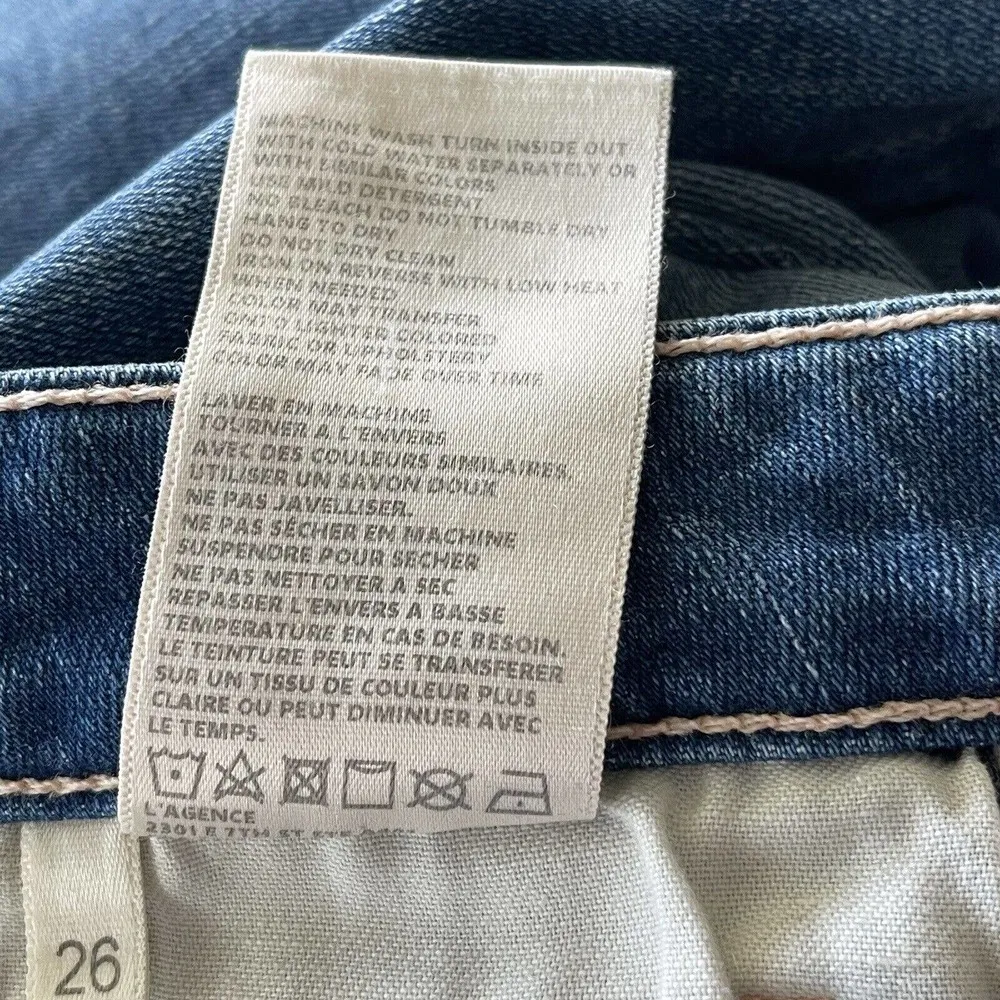 MACHINE WASH TURN INSIDE OUT
WITH COLD WATER SEPARATELY OR
WITH SIMILAR COLORS
USE MILD DETERGENT
NO BLEACH DO NOT TUMBLE DRY
HANG TO DRY
DO NOT DRY CLEAN
IRON ON REVERSE WITH LOW HEAT
WHEN NEEDED
COLOR MAY TRANSFER
ONTO LIGHTER COLORED
FABRIC OR UPHOLSTERY
OR MAY FADE OVER TIME
LAVER EN MACHINE
TOURNER A L'ENVERS
AVEC DES COULEURS SIMILAIRES.
UTILISER UN SAVON DOUX
NE PAS JAVELLISER.
NE PAS SÉCHER EN MACHINE
SUSPENDRE POUR SECHER
NE PAS NETTOYER A SEC
REPASSER L'ENVERS A BASSE
TEMPERATURE EN CAS DE BESOIN.
LE TEINTURE PEUT SE TRANSFERER
SUR UN TISSU DE COULEUR PLUS
CLAIRE OU PEUT DIMINUER AVEC
LE TEMPS.
L'AGENCE
2301 E 7TH ST STE
26